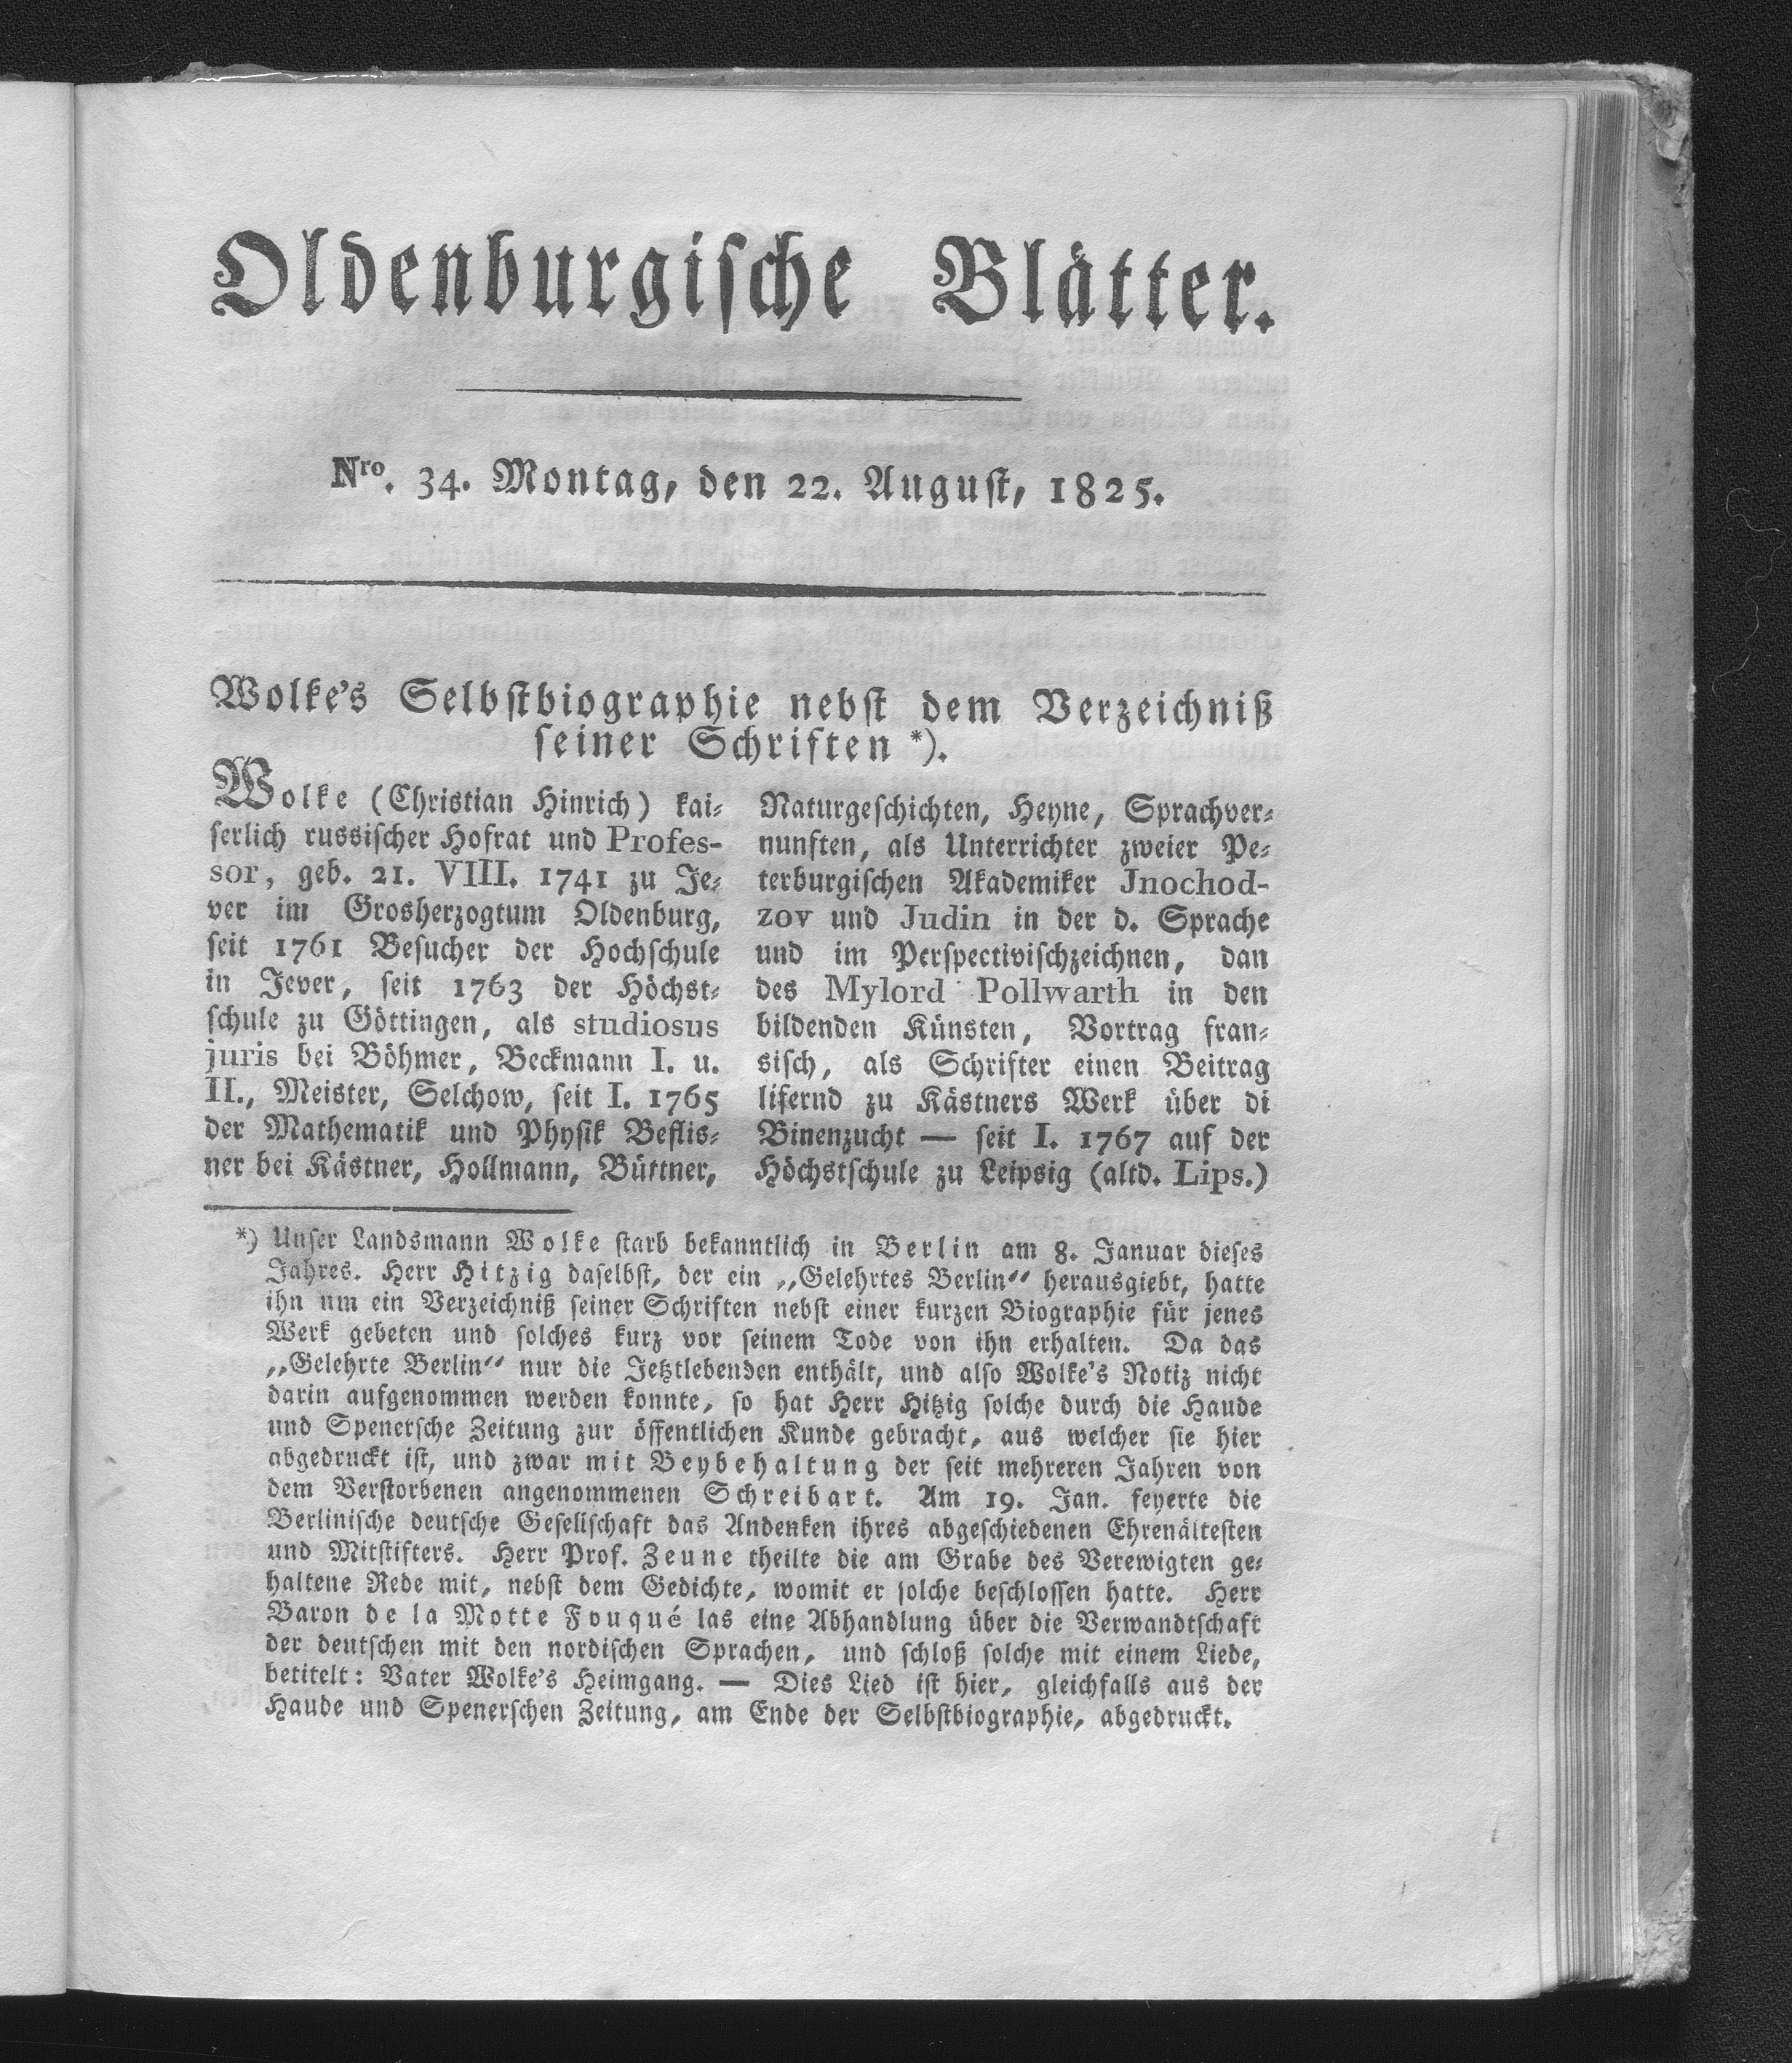 Oldenburgische Blätter.
Nro. 34. Montag, den 22. August, 1825.
Wolke's Selbstbiographie nebst dem Verzeichniß
seiner Schriften *).
Wolke (Christian Hinrich) kai-
serlich russischer Hofrat und Profes-
sor, geb. 21. VIII. 1741 zu Je-
ver im Grosherzogtum Oldenburg,
seit 1761 Besucher der Hochschule
in Jever, seit 1763 der Höchst-
schule zu Göttingen, als studiosus
juris bei Böhmer, Beckmann I. u.
II., Meister, Selchow, seit I. 1765
der Mathematik und Physik Beflis-
ner bei Kästner, Hollmann, Büttner,
Naturgeschichten, Heyne, Sprachver-
nunften, als Unterrichter zweier Pe-
terburgischen Akademiker Jnochod-
zov und Judin in der d. Sprache
und im Perspectivischzeichnen, dan
des Mylord Pollwarth in den
bildenden Künsten, Vortrag fran-
sisch, als Schrifter einen Beitrag
lifernd zu Kästners Werk über di
Binenzucht — seit I. 1767 auf der
Höchstschule zu Leipsig (altd. Lips.)
*) Unser Landsmann Wolke starb bekanntlich in Berlin am 8. Januar dieses
Jahres. Herr Hitzig daselbst, der ein „Gelehrtes Berlin“ herausgiebt, hatte
ihn um ein Verzeichniß seiner Schriften nebst einer kurzen Biographie für jenes
Werk gebeten und solches kurz vor seinem Tode von ihn erhalten. Da das
„Gelehrte Berlin“ nur die Jetztlebenden enthält, und also Wolke's Notiz nicht
darin aufgenommen werden konnte, so hat Herr Hitzig solche durch die Haude
und Spenersche Zeitung zur öffentlichen Kunde gebracht, aus welcher sie hier
abgedruckt ist, und zwar mit Beybehaltung der seit mehreren Jahren von
dem Verstorbenen angenommenen Schreibart. Am 19. Jan. feyerte die
Berlinische deutsche Gesellschaft das Andenken ihres abgeschiedenen Ehrenältesten
und Mitstifters. Herr Prof. Zeune theilte die am Grabe des Verewigten ge-
haltene Rede mit, nebst dem Gedichte, womit er solche beschlossen hatte. Herr
Baron de la Motte Fouqué las eine Abhandlung über die Verwandtschaft
der deutschen mit den nordischen Sprachen, und schloß solche mit einem Liede,
betitelt: Vater Wolke's Heimgang. — Dies Lied ist hier, gleichfalls aus der
Haude und Spenerschen Zeitung, am Ende der Selbstbiographie, abgedruckt.